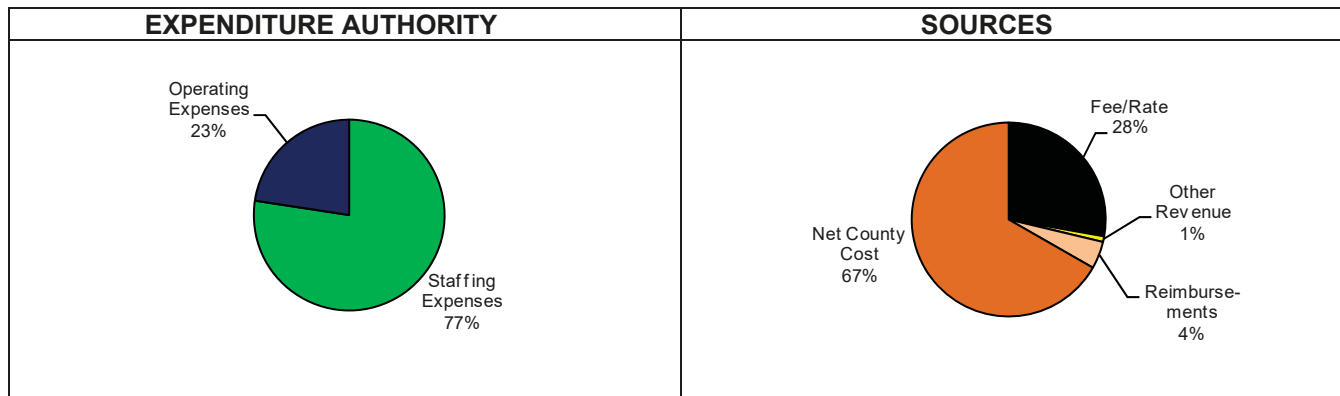 EXPENDITURE AUTHORITY
Operating
Expenses
23%
Staffing
Expenses
77%
SOURCES
Fee/Rate
28%
Other
Revenue
1%
Reimburse-
ments
4%
Net County
Cost
67%